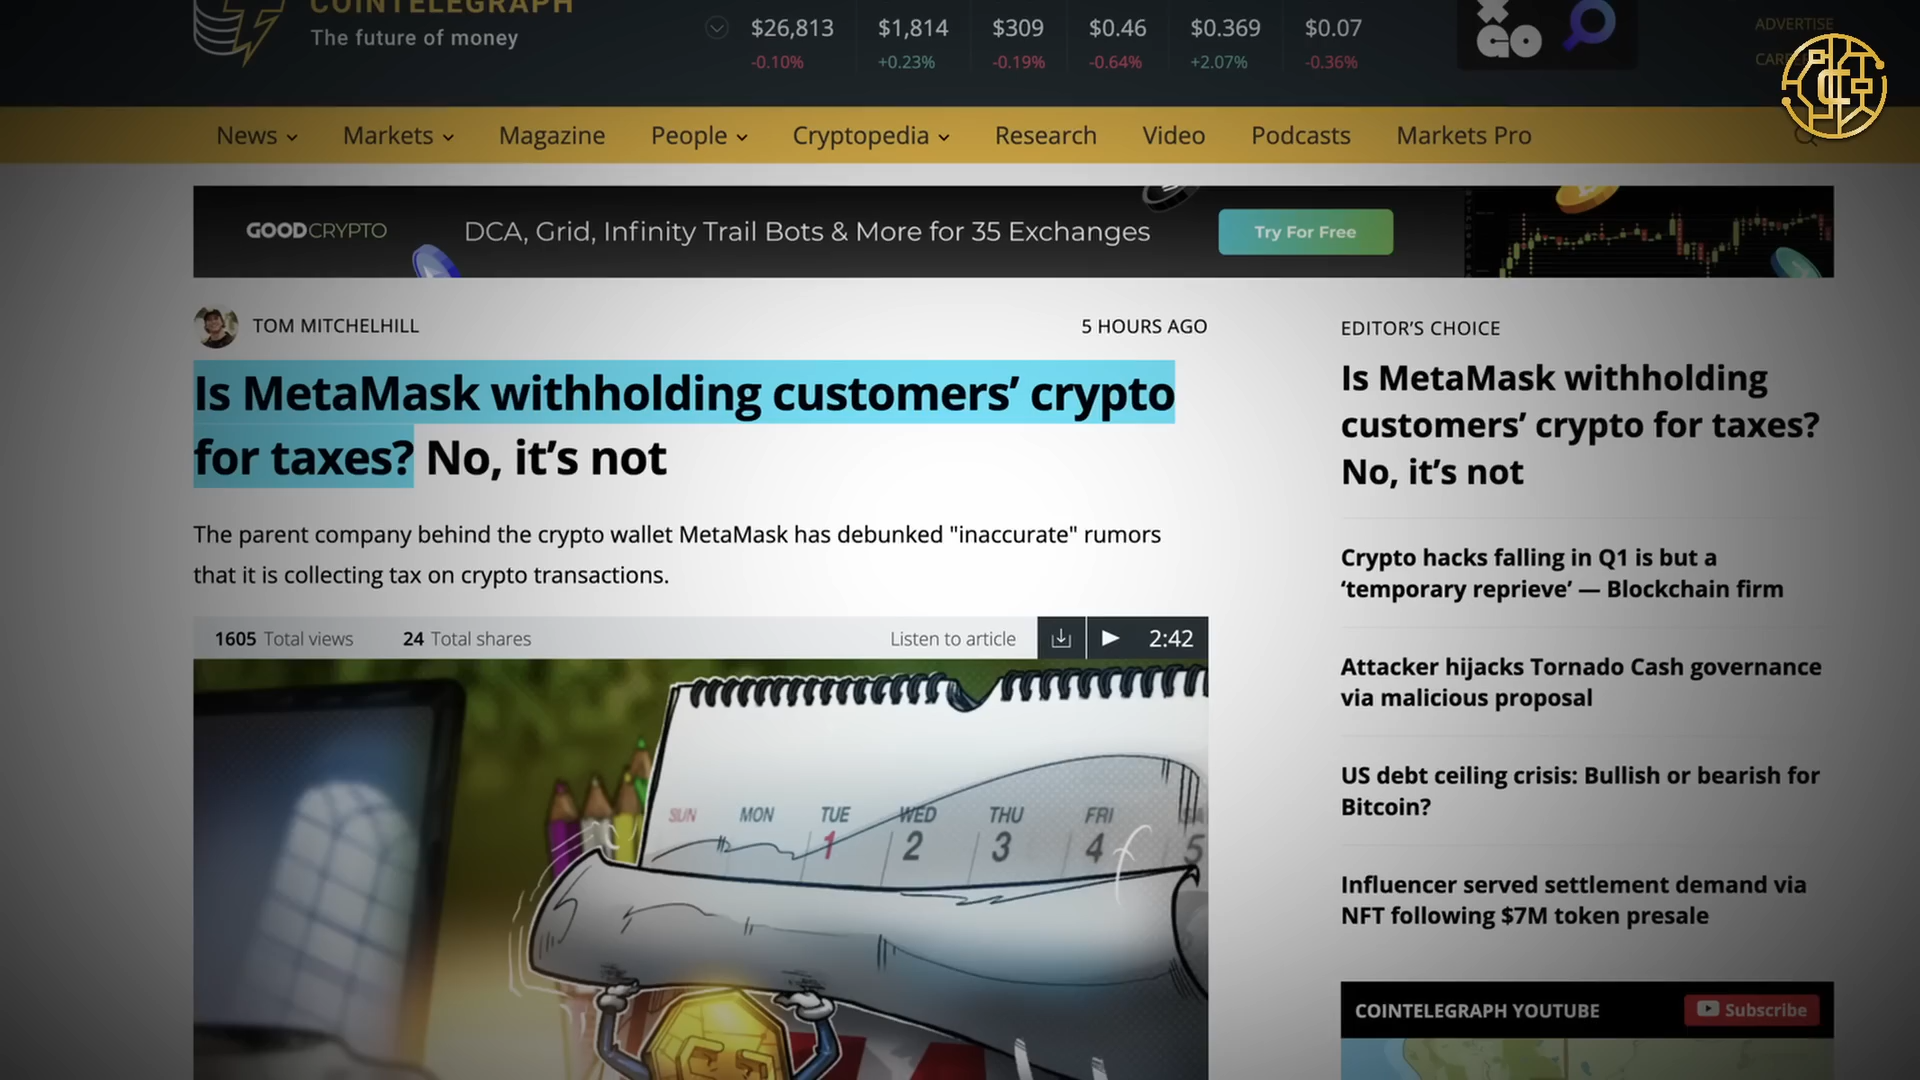 COINTELEGRAPH
The future of money
$26,813 $1,814 $309 $0.46 $0.369 $0.07
-0.10% +0.23% -0.19% -0.64% +2.07% -0.36%
GO
ADVERTISE
News Markets Magazine People Cryptopedia Research Video Podcasts Markets Pro
GOODCRYPTO DCA, Grid, Infinity Trail Bots & More for 35 Exchanges Try For Free
TOM MITCHELHILL 5 HOURS AGO
Is MetaMask withholding customers’ crypto
for taxes? No, it’s not
The parent company behind the crypto wallet MetaMask has debunked "inaccurate" rumors
that it is collecting tax on crypto transactions.
1605 Total views 24 Total shares Listen to article 2:42
SUN MON TUE WED THU FRI
1 2 3 4 5
EDITOR’S CHOICE
Is MetaMask withholding
customers’ crypto for taxes?
No, it’s not
Crypto hacks falling in Q1 is but a
‘temporary reprieve’ — Blockchain firm
Attacker hijacks Tornado Cash governance
via malicious proposal
US debt ceiling crisis: Bullish or bearish for
Bitcoin?
Influencer served settlement demand via
NFT following $7M token presale
COINTELEGRAPH YOUTUBE Subscribe